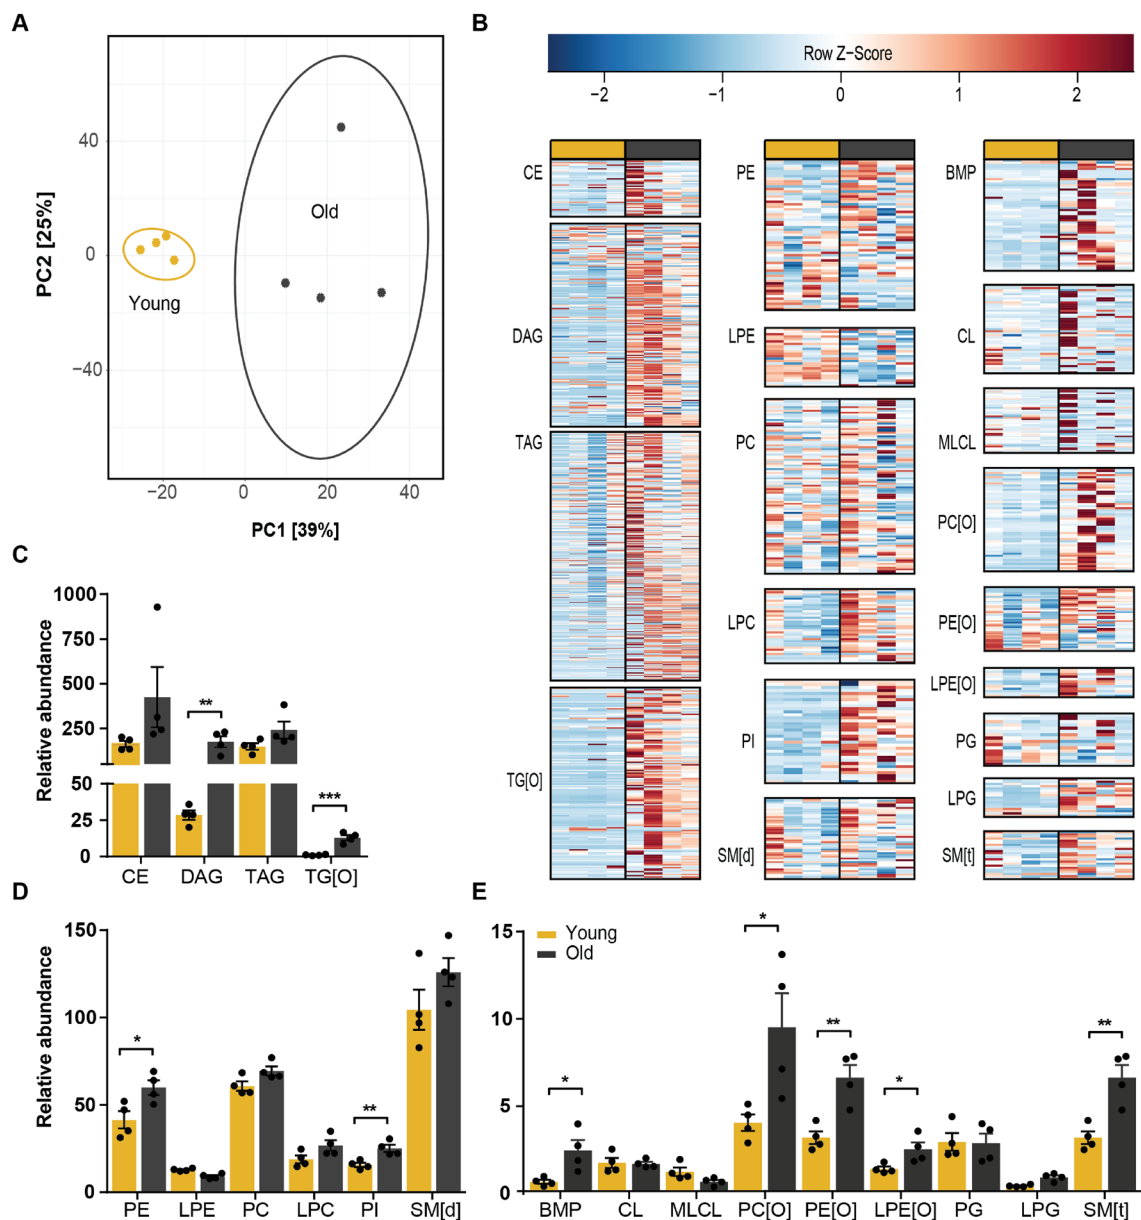 A
PC2 [25%]
40
0
−40
Old
Young
−20
0
20
40
PC1 [39%]
B
Row Z-Score
−2
−1
0
1
2
CE
DAG
TAG
TG[O]
PE
LPE
PC
LPC
PI
SM[d]
BMP
CL
MLCL
PC[O]
PE[O]
LPE[O]
PG
LPG
SM[t]
C
Relative abundance
1000
750
500
250
50
25
0
**
***
CE DAG TAG TG[O]
D
Relative abundance
150
100
50
0
*
**
PE LPE PC LPC PI SM[d]
E
Young
Old
15
10
5
0
*
*
**
*
**
BMP CL MLCL PC[O] PE[O] LPE[O] PG LPG SM[t]